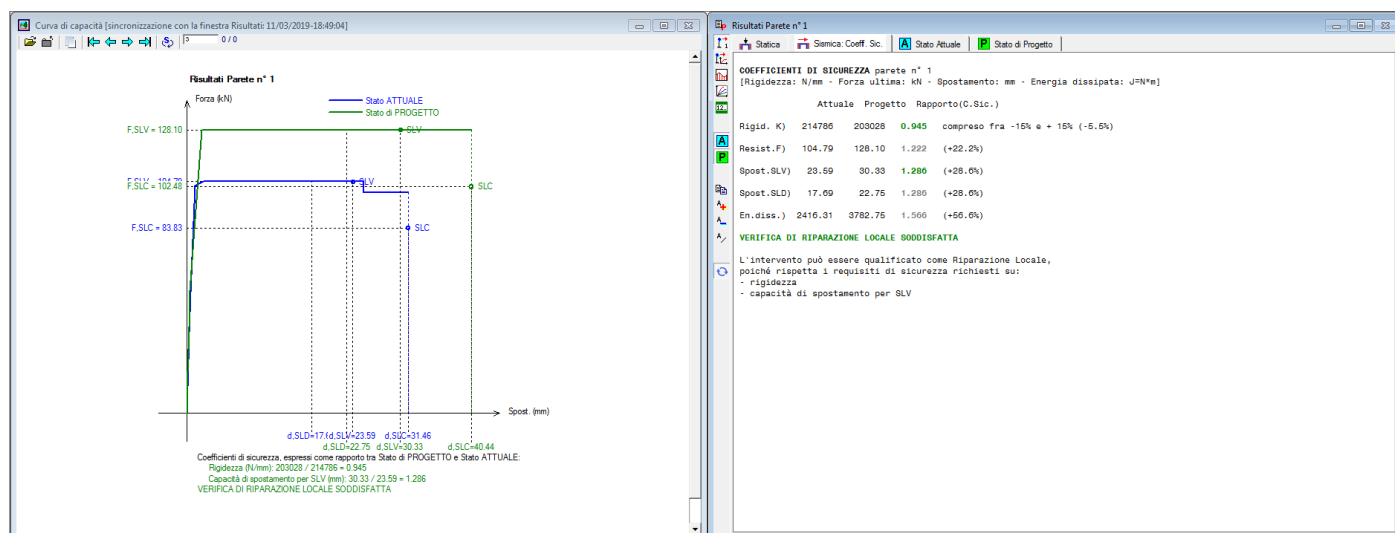 Curva di capacità [sincronizzazione con la finestra Risultati: 11/03/2019-18:49:04]
3 0 / 0
Risultati Parete n° 1
Forza (kN)
Stato ATTUALE
Stato di PROGETTO
F,SLV = 128.10
SLV
F,SLV = 104.79
SLV
F,SLC = 102.48
SLC
F,SLC = 83.83
SLC
Spost. (mm)
d,SLD=17.6 d,SLV=23.59 d,SLC=31.46
d,SLD=22.75 d,SLV=30.33 d,SLC=40.44
Coefficienti di sicurezza, espressi come rapporto tra Stato di PROGETTO e Stato ATTUALE:
Rigidezza (N/mm): 203028 / 214786 = 0.945
Capacità di spostamento per SLV (mm): 30.33 / 23.59 = 1.286
VERIFICA DI RIPARAZIONE LOCALE SODDISFATTA
Risultati Parete n° 1
Statica Sismica: Coeff. Sic. A Stato Attuale P Stato di Progetto
COEFFICIENTI DI SICUREZZA parete n° 1
[Rigidezza: N/mm - Forza ultima: kN - Spostamento: mm - Energia dissipata: J=N*m]
Attuale Progetto Rapporto(C.Sic.)
Rigid. K) 214786 203028 0.945 compreso fra -15% e + 15% (-5.5%)
Resist.F) 104.79 128.10 1.222 (+22.2%)
Spost.SLV) 23.59 30.33 1.286 (+28.6%)
Spost.SLD) 17.69 22.75 1.286 (+28.6%)
En.diss.) 2416.31 3782.75 1.566 (+56.6%)
VERIFICA DI RIPARAZIONE LOCALE SODDISFATTA
L'intervento può essere qualificato come Riparazione Locale,
poiché rispetta i requisiti di sicurezza richiesti su:
- rigidezza
- capacità di spostamento per SLV
A
P